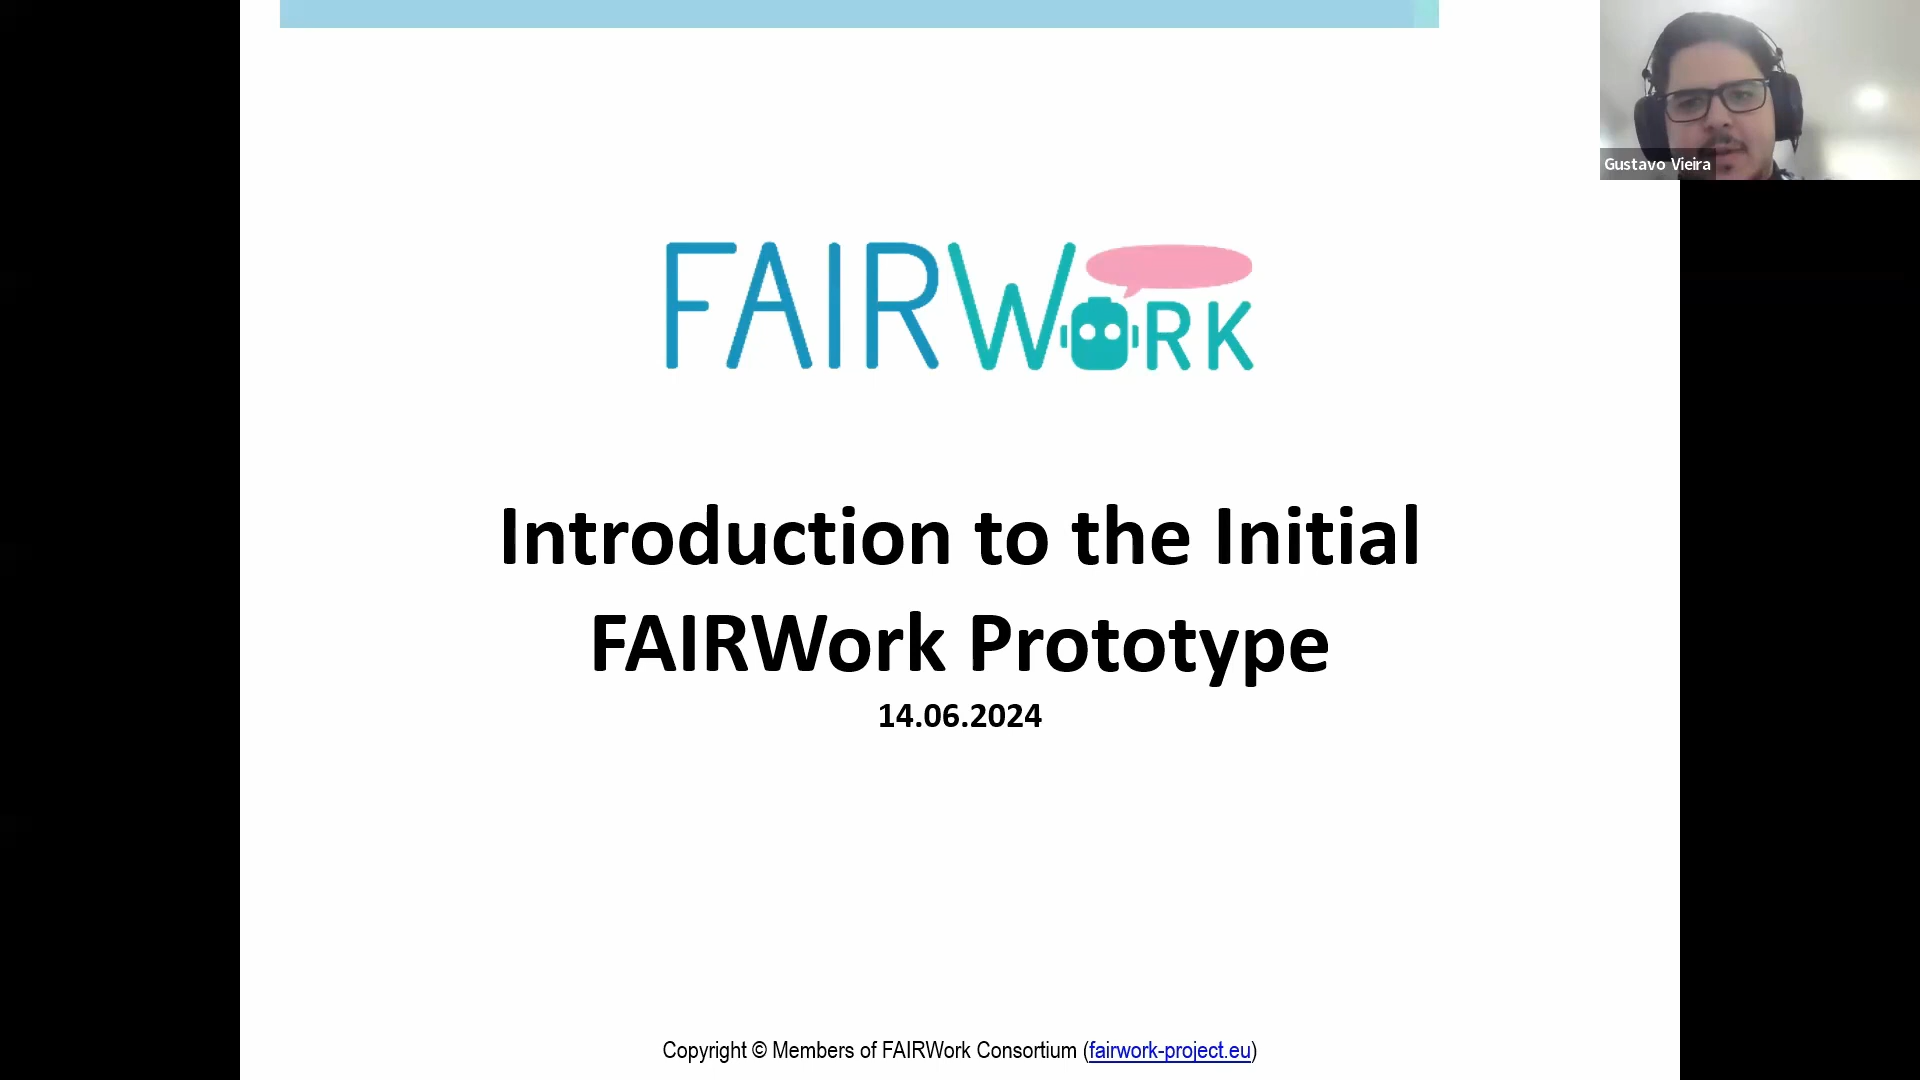 Gustavo Vieira
FAIRWORK
Introduction to the Initial
FAIRWork Prototype
14.06.2024
Copyright © Members of FAIRWork Consortium (fairwork-project.eu)